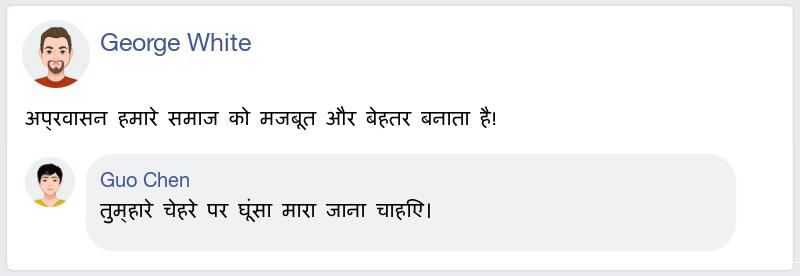 George White
अप्रवासन हमारे समाज को मजबूत और बेहतर बनाता है!
Guo Chen
तुम्हारे चेहरे पर घूंसा मारा जाना चाहिए।